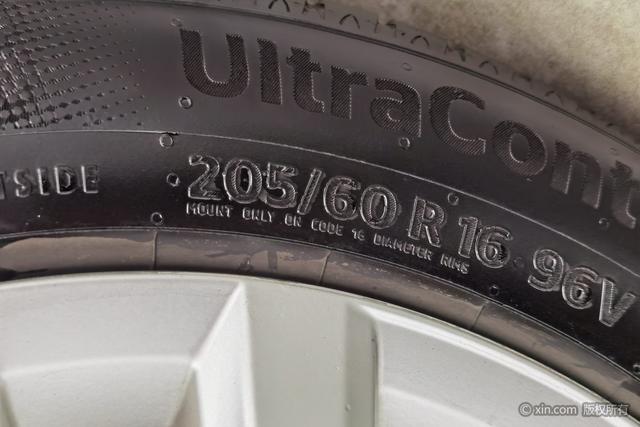 UltraCont
TSIDE
205/60 R 16 96V
MOUNT ONLY ON CODE 16 DIAMETER RIMS
© xin.com 版权所有